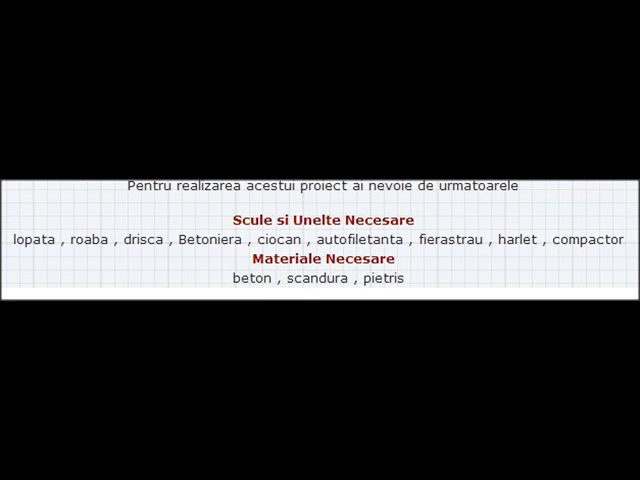 Pentru realizarea acestui proiect ai nevoie de urmatoarele
Scule si Unelte Necesare
lopata , roaba , drisca , Betoniera , ciocan , autofiletanta , fierastrau , harlet , compactor
Materiale Necesare
beton , scandura , pietris